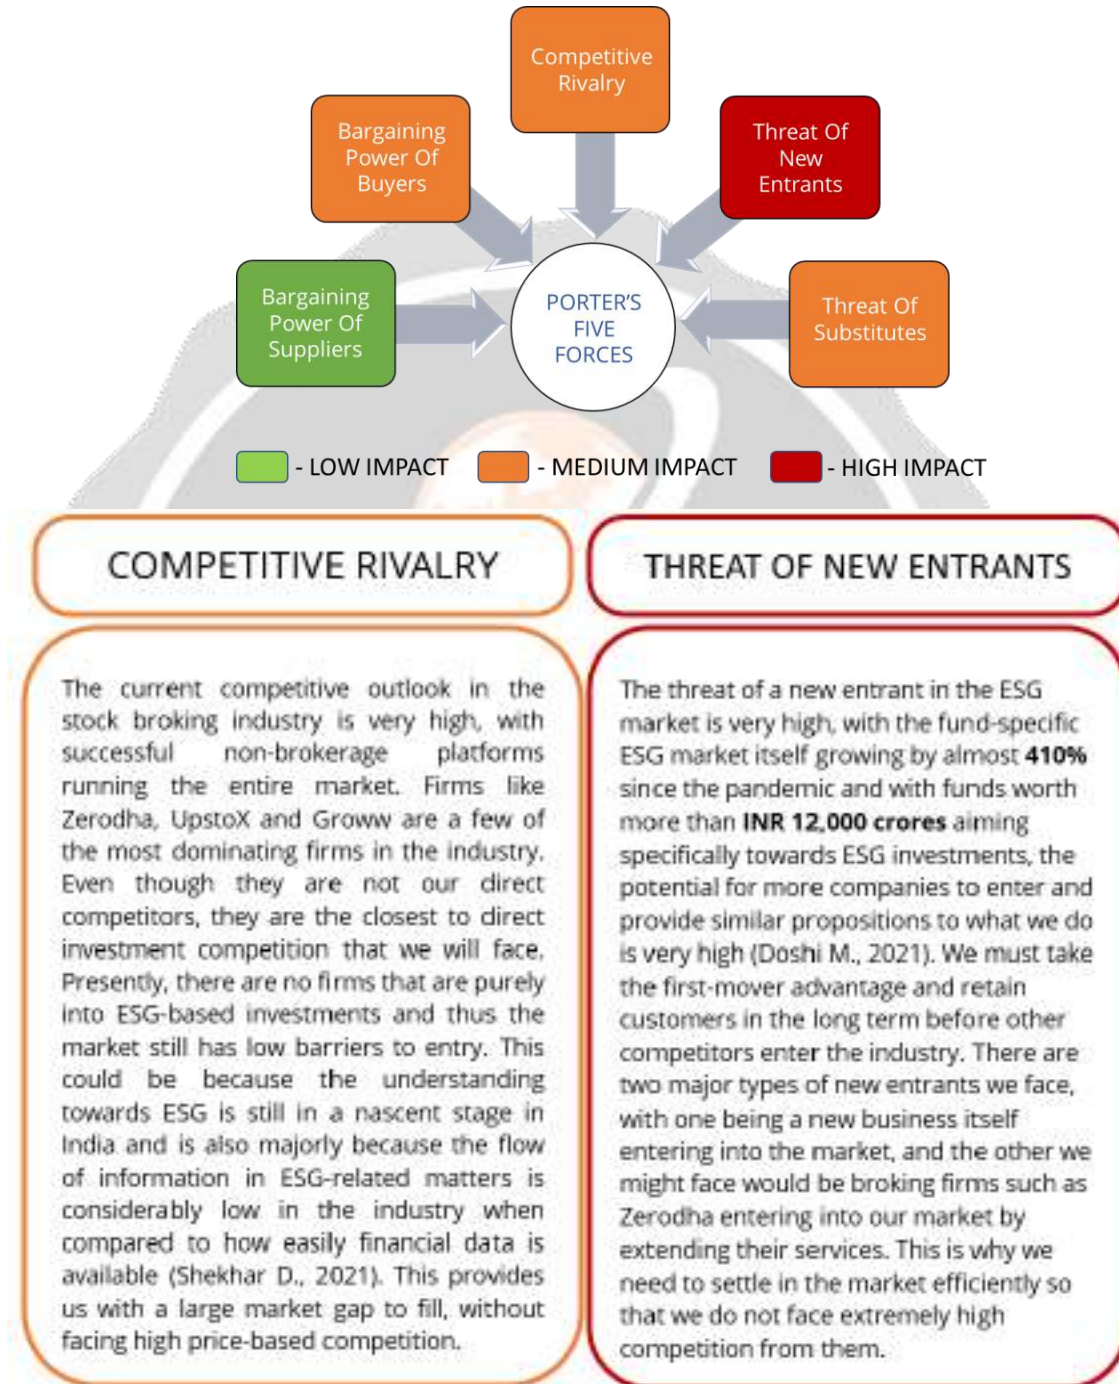 Competitive
Rivalry
Bargaining
Power Of
Buyers
Threat Of
New
Entrants
Bargaining
Power Of
Suppliers
PORTER'S
FIVE
FORCES
Threat Of
Substitutes
- LOW IMPACT
- MEDIUM IMPACT
- HIGH IMPACT
COMPETITIVE RIVALRY
The current competitive outlook in the
stock broking industry is very high, with
successful non-brokerage platforms
running the entire market. Firms like
Zerodha, UpstoX and Groww are a few of
the most dominating firms in the industry.
Even though they are not our direct
competitors, they are the closest to direct
investment competition that we will face.
Presently, there are no firms that are purely
into ESG-based investments and thus the
market still has low barriers to entry. This
could be because the understanding
towards ESG is still in a nascent stage in
India and is also majorly because the flow
of information in ESG-related matters is
considerably low in the industry when
compared to how easily financial data is
available (Shekhar D., 2021). This provides
us with a large market gap to fill, without
facing high price-based competition.
THREAT OF NEW ENTRANTS
The threat of a new entrant in the ESG
market is very high, with the fund-specific
ESG market itself growing by almost 410%
since the pandemic and with funds worth
more than INR 12,000 crores aiming
specifically towards ESG investments, the
potential for more companies to enter and
provide similar propositions to what we do
is very high (Doshi M., 2021). We must take
the first-mover advantage and retain
customers in the long term before other
competitors enter the industry. There are
two major types of new entrants we face,
with one being a new business itself
entering into the market, and the other we
might face would be broking firms such as
Zerodha entering into our market by
extending their services. This is why we
need to settle in the market efficiently so
that we do not face extremely high
competition from them.